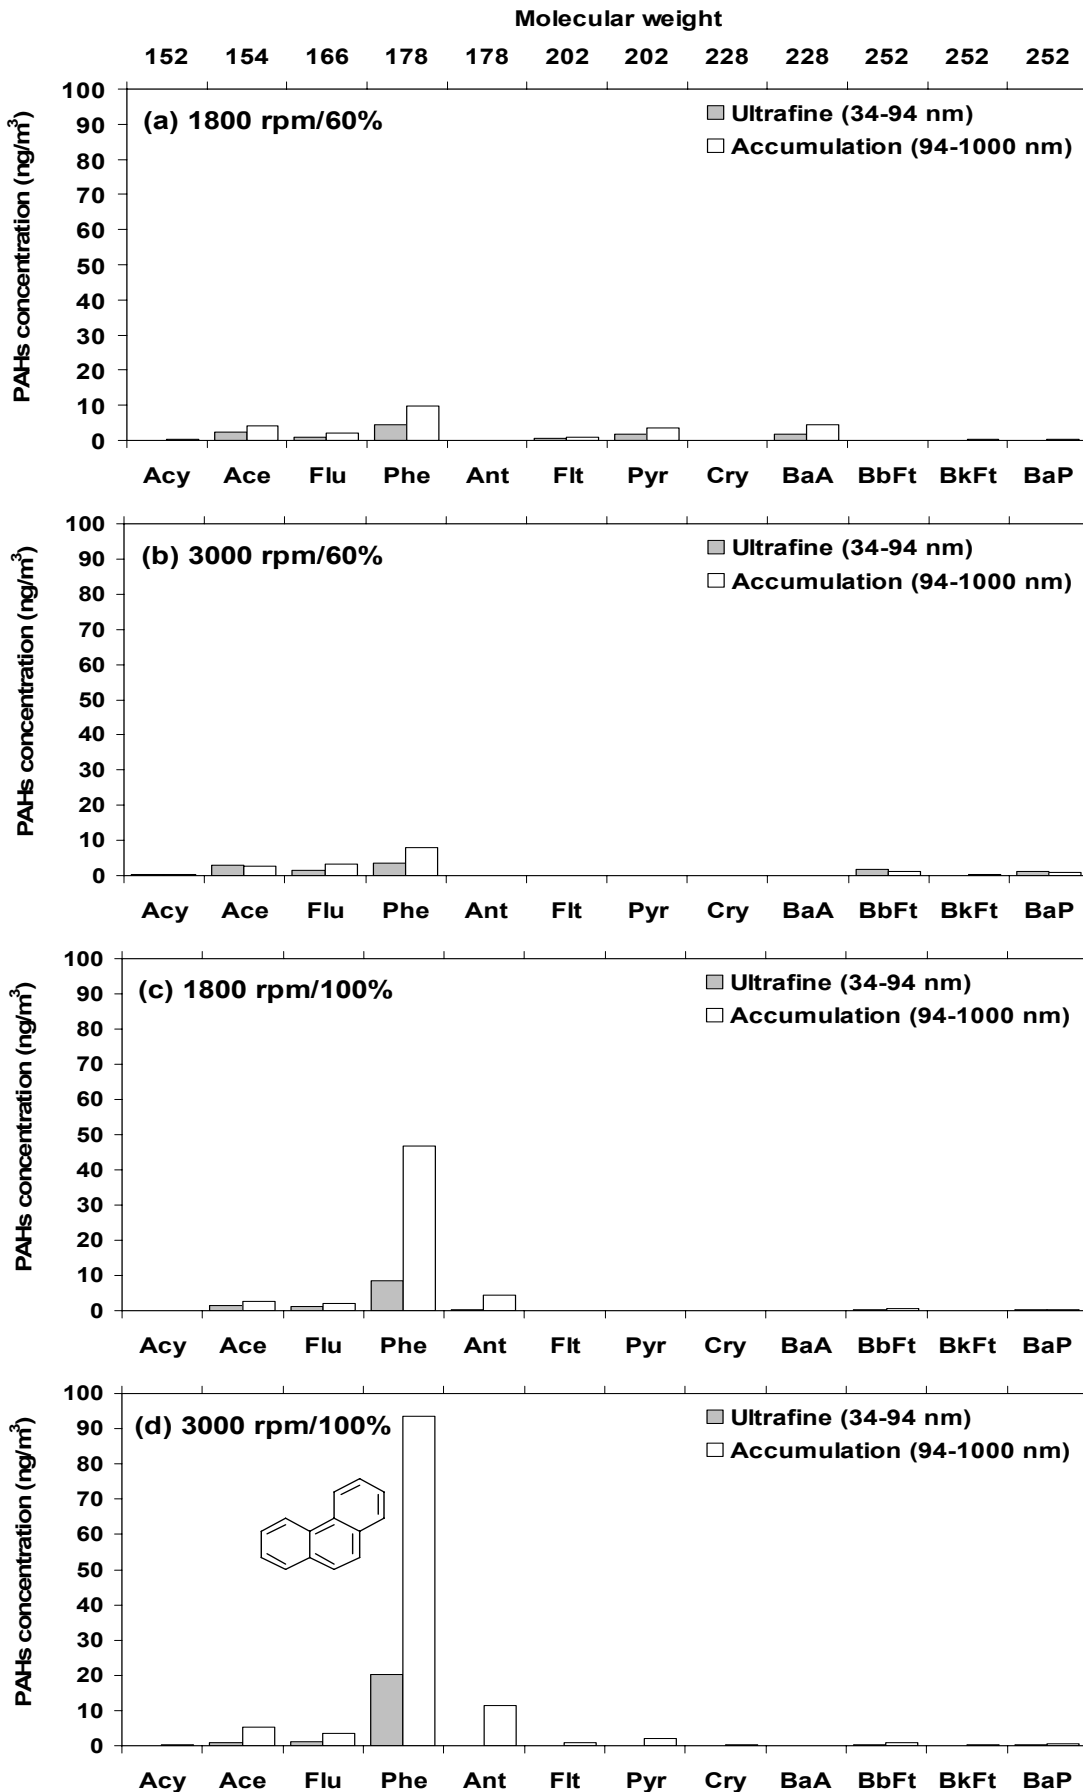 Molecular weight
152 154 166 178 178 202 202 228 228 252 252 252
PAHs concentration (ng/m³)
100
90
80
70
60
50
40
30
20
10
0
(a) 1800 rpm/60%
Ultrafine (34-94 nm)
Accumulation (94-1000 nm)
Acy Ace Flu Phe Ant Flt Pyr Cry BaA BbFt BkFt BaP
PAHs concentration (ng/m³)
100
90
80
70
60
50
40
30
20
10
0
(b) 3000 rpm/60%
Ultrafine (34-94 nm)
Accumulation (94-1000 nm)
Acy Ace Flu Phe Ant Flt Pyr Cry BaA BbFt BkFt BaP
PAHs concentration (ng/m³)
100
90
80
70
60
50
40
30
20
10
0
(c) 1800 rpm/100%
Ultrafine (34-94 nm)
Accumulation (94-1000 nm)
Acy Ace Flu Phe Ant Flt Pyr Cry BaA BbFt BkFt BaP
PAHs concentration (ng/m³)
100
90
80
70
60
50
40
30
20
10
0
(d) 3000 rpm/100%
Ultrafine (34-94 nm)
Accumulation (94-1000 nm)
Acy Ace Flu Phe Ant Flt Pyr Cry BaA BbFt BkFt BaP